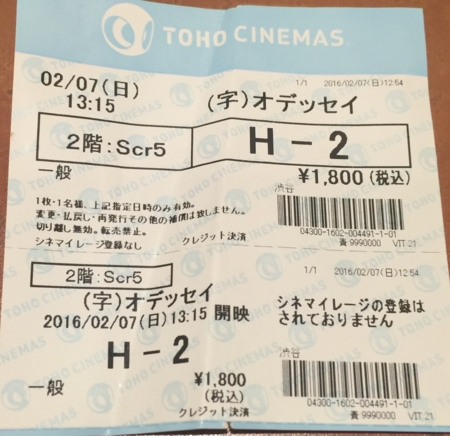 TOHO CINEMAS
1/1 2016/02/07(日)12:54
02/07(日)
13:15
(字)オデッセイ
2階:Scr5
H-2
一般
¥1,800(税込)
1枚・1名様、上記指定日時のみ有効。
変更・払戻し・再発行その他の補償は致しません。
切り離し無効。転売禁止。
シネマイレージ登録なし
クレジット決済
渋谷
04300-1602-004491-1-01
青 9990000 VIT 21
2階:Scr5
1/1 2016/02/07(日)12:54
(字)オデッセイ
2016/02/07(日)13:15 開映
H-2
一般
¥1,800
(税込)
クレジット決済
シネマイレージの登録は
されておりません
渋谷
04300-1602-004491-1-01
青 9990000 VIT 21